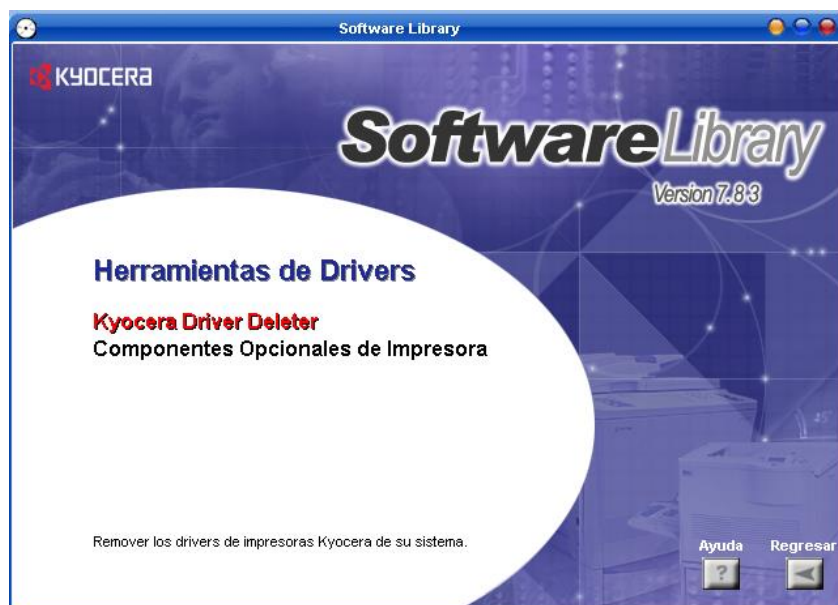 Software Library
KYOCERA
SoftwareLibrary
Version 7.8.3
Herramientas de Drivers
Kyocera Driver Deleter
Componentes Opcionales de Impresora
Remover los drivers de impresoras Kyocera de su sistema.
Ayuda
Regresar
?